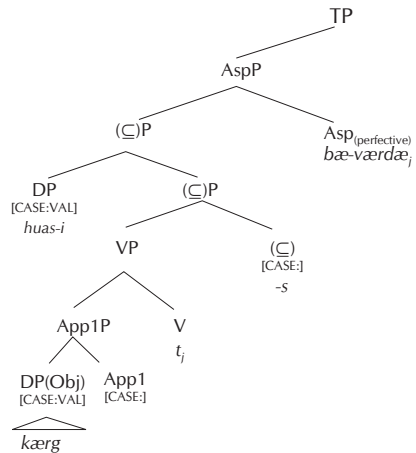 TP
AspP
(⊆)P
Asp(perfective)
bæ-værdæj
DP
[CASE:VAL]
huas-i
(⊆)P
VP
(⊆)
[CASE:]
-s
App1P
V
tj
DP(Obj)
[CASE:VAL]
App1
[CASE:]
kærg